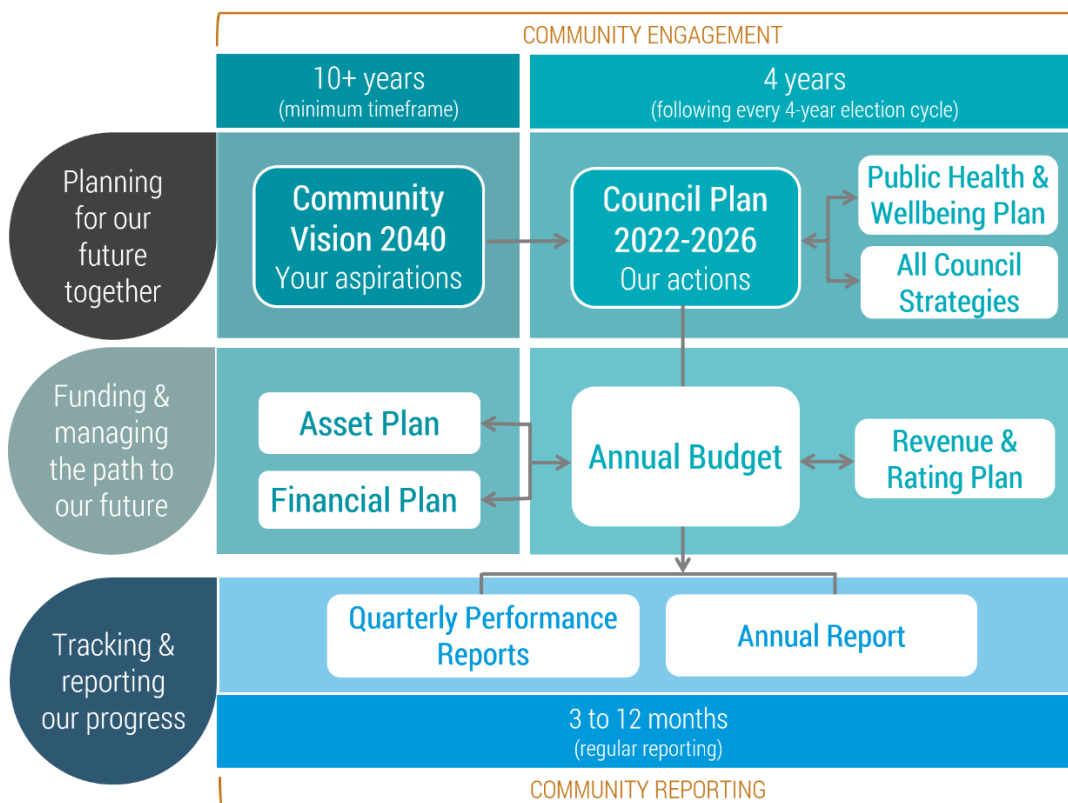 COMMUNITY ENGAGEMENT
10+ years
(minimum timeframe)
4 years
(following every 4-year election cycle)
Planning
for our
future
together
Community
Vision 2040
Your aspirations
Council Plan
2022-2026
Our actions
Public Health &
Wellbeing Plan
All Council
Strategies
Funding &
managing
the path to
our future
Asset Plan
Financial Plan
Annual Budget
Revenue &
Rating Plan
Tracking &
reporting
our progress
Quarterly Performance
Reports
Annual Report
3 to 12 months
(regular reporting)
COMMUNITY REPORTING